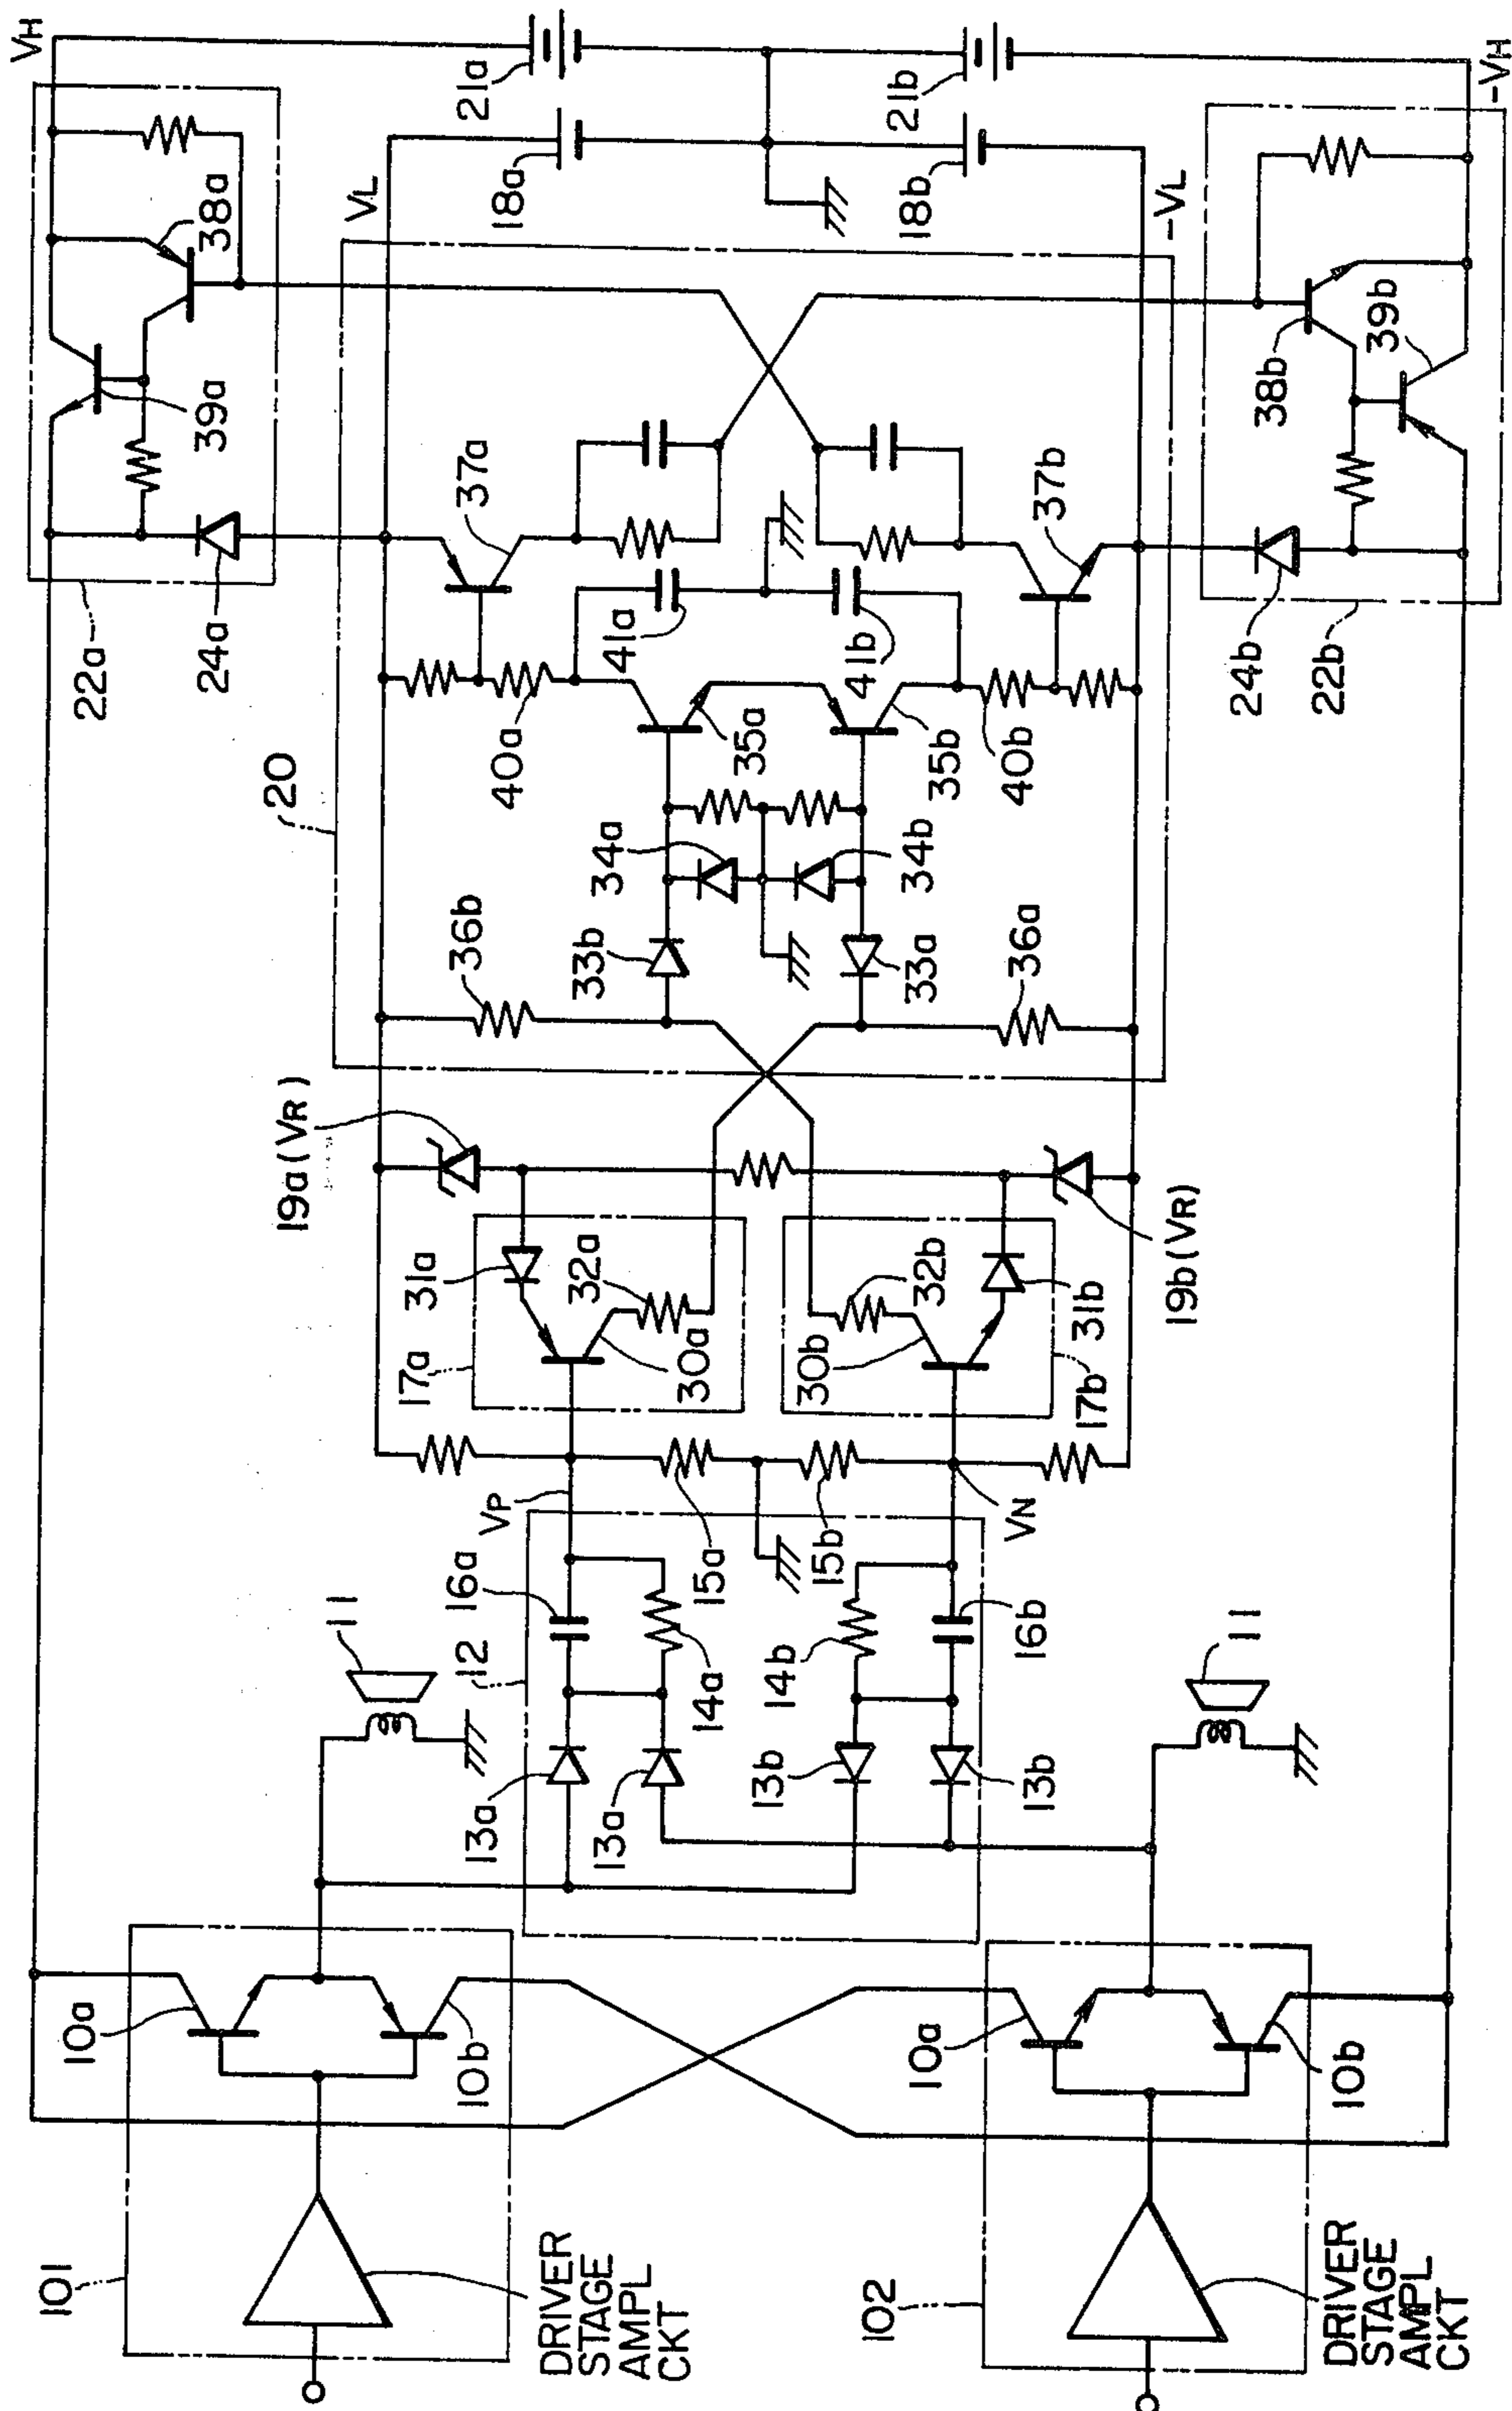 VH
21a
21b
-VH
18a
18b
VL
-VL
38a
39a
38b
39b
22a
24a
37a
37b
24b
22b
41a
41b
40a
35a
35b
40b
20
34a
34b
36b
33b
33a
36a
19a(VR)
19b(VR)
31a
32a
32b
31b
17a
30a
30b
17b
VP
15a
15b
VN
16a
12
14a
14b
16b
11
11
13a
13a
13b
13b
10a
10b
10a
10b
101
DRIVER
STAGE
AMPL
CKT
102
DRIVER
STAGE
AMPL
CKT